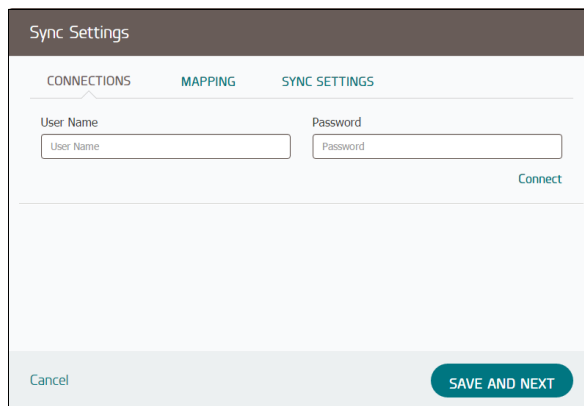 Sync Settings
CONNECTIONS MAPPING SYNC SETTINGS
User Name Password
User Name Password
Connect
Cancel SAVE AND NEXT